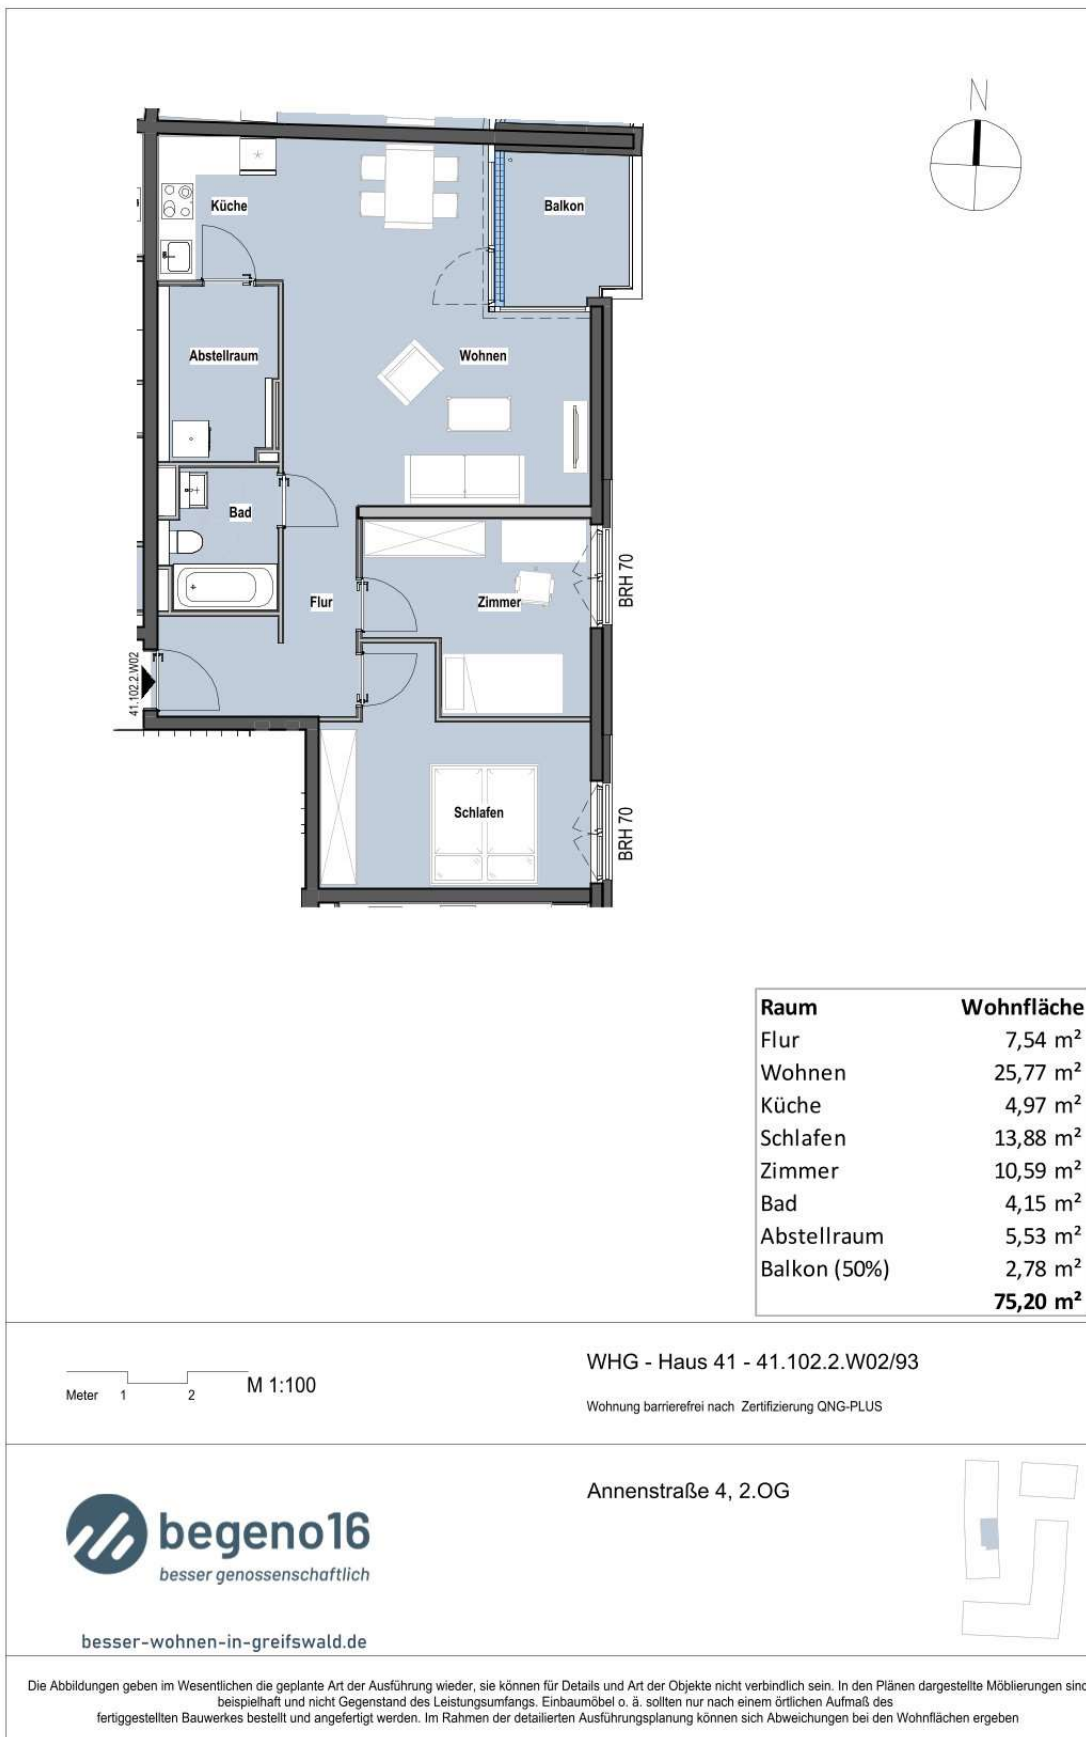 N
Küche
Balkon
Abstellraum
Wohnen
Bad
BRH 70
Flur
Zimmer
41.102.2.W02
Schlafen
BRH 70
Raum Wohnfläche
Flur 7,54 m²
Wohnen 25,77 m²
Küche 4,97 m²
Schlafen 13,88 m²
Zimmer 10,59 m²
Bad 4,15 m²
Abstellraum 5,53 m²
Balkon (50%) 2,78 m²
75,20 m²
Meter 1 2 M 1:100
WHG - Haus 41 - 41.102.2.W02/93
Wohnung barrierefrei nach Zertifizierung QNG-PLUS
Annenstraße 4, 2.OG
begeno16
besser genossenschaftlich
besser-wohnen-in-greifswald.de
Die Abbildungen geben im Wesentlichen die geplante Art der Ausführung wieder, sie können für Details und Art der Objekte nicht verbindlich sein. In den Plänen dargestellte Möblierungen sind
beispielhaft und nicht Gegenstand des Leistungsumfangs. Einbaumöbel o. ä. sollten nur nach einem örtlichen Aufmaß des
fertiggestellten Bauwerkes bestellt und angefertigt werden. Im Rahmen der detailierten Ausführungsplanung können sich Abweichungen bei den Wohnflächen ergeben